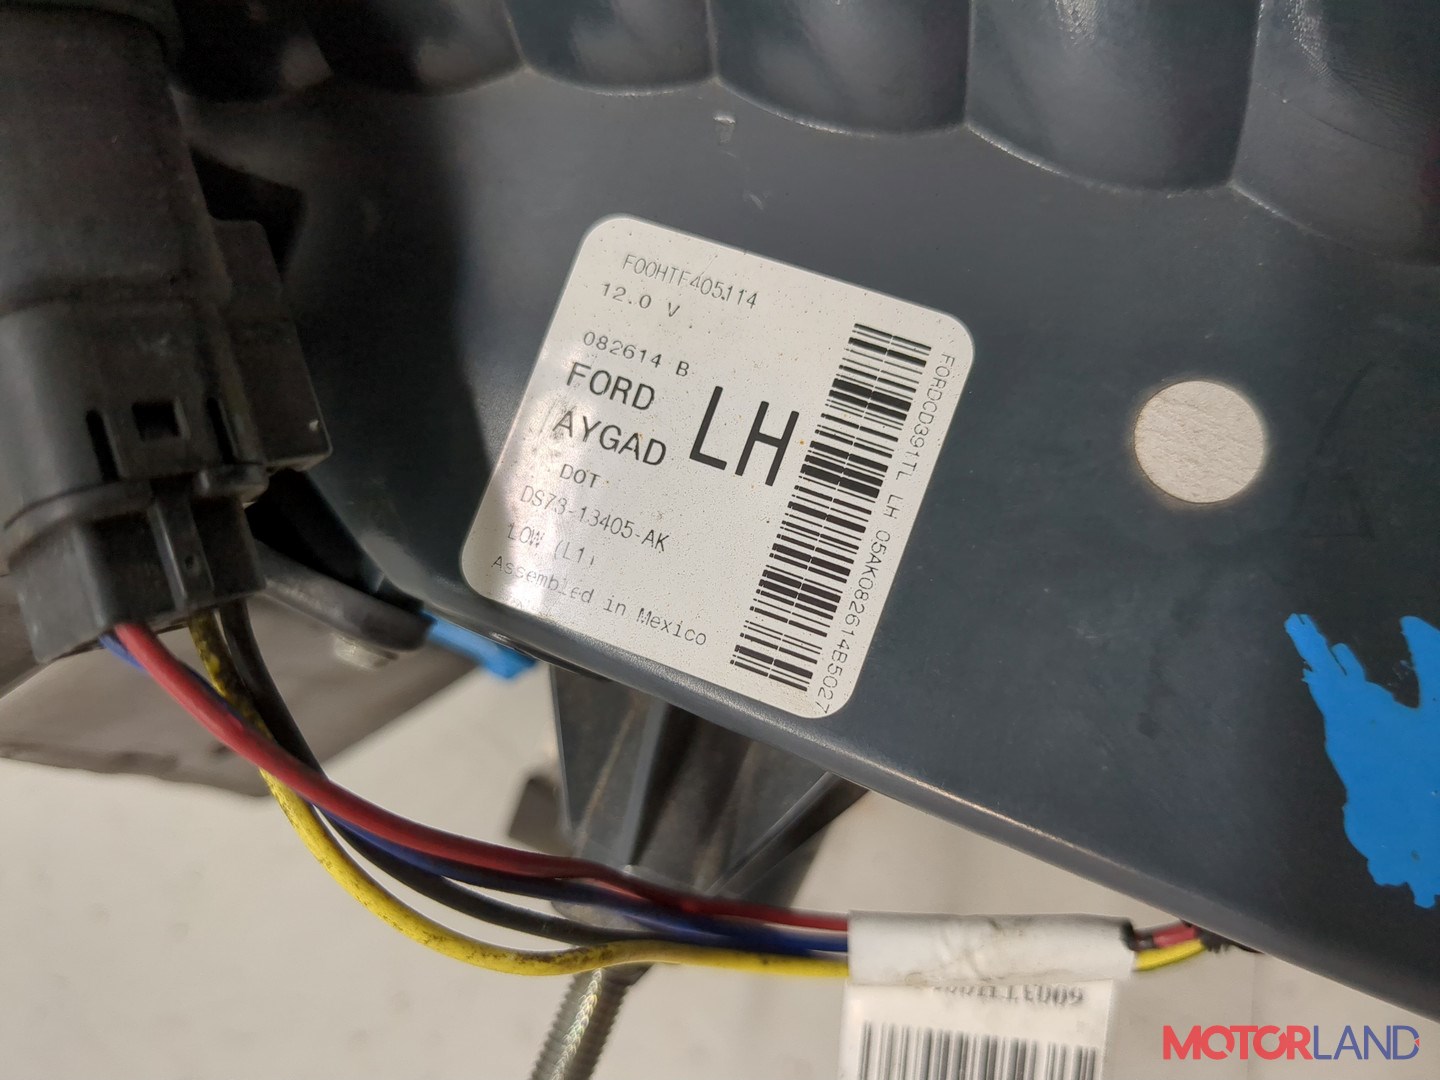 F00HTF405114
12.0 V
082614 B
FORD
AYGAD
LH
DOT
DS73-13405-AK
LOW (L1)
Assembled in Mexico
FORDCD391TL LH 05AK082614B5027
MOTORLAND